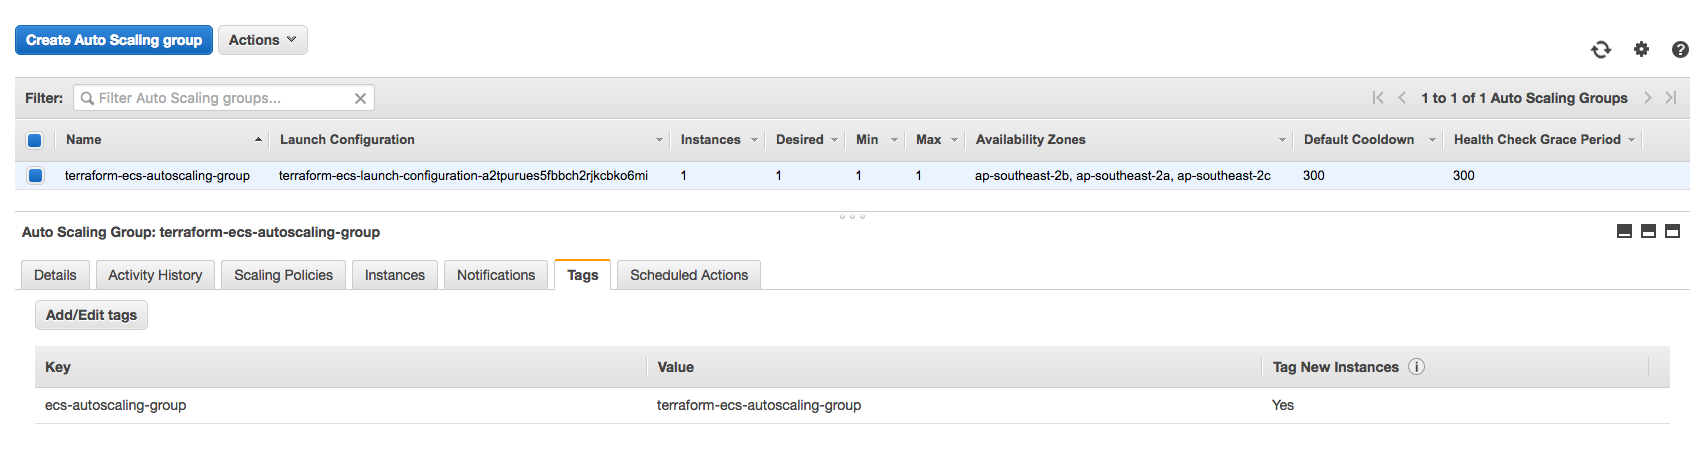 Create Auto Scaling group Actions
Filter: Filter Auto Scaling groups... 1 to 1 of 1 Auto Scaling Groups
Name Launch Configuration Instances Desired Min Max Availability Zones Default Cooldown Health Check Grace Period
terraform-ecs-autoscaling-group terraform-ecs-launch-configuration-a2tpurues5fbbch2rjkcbko6mi 1 1 1 1 ap-southeast-2b, ap-southeast-2a, ap-southeast-2c 300 300
Auto Scaling Group: terraform-ecs-autoscaling-group
Details Activity History Scaling Policies Instances Notifications Tags Scheduled Actions
Add/Edit tags
Key Value Tag New Instances
ecs-autoscaling-group terraform-ecs-autoscaling-group Yes